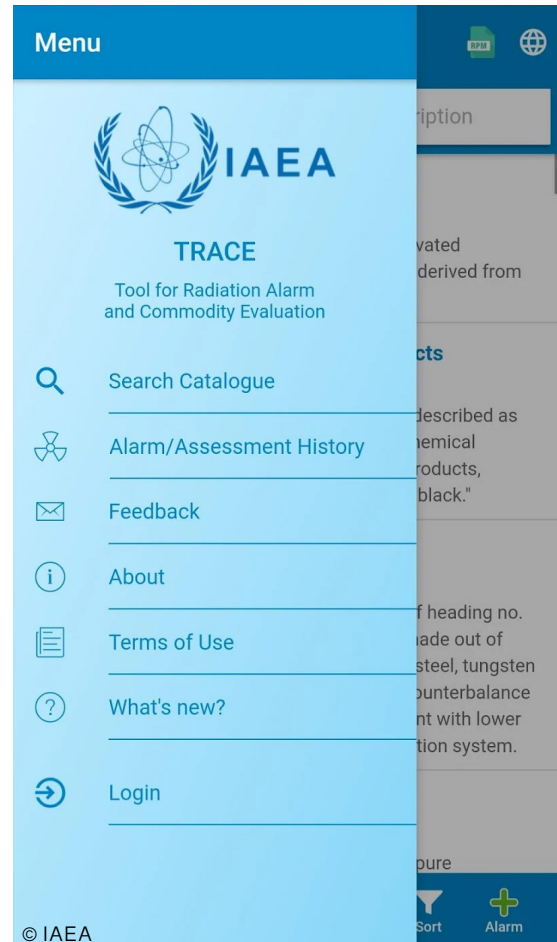 Menu
RPM
IAEA
TRACE
Tool for Radiation Alarm
and Commodity Evaluation
Search Catalogue
Alarm/Assessment History
Feedback
About
Terms of Use
What's new?
Login
© IAEA
ription
vated
derived from
cts
described as
hemical
roducts,
black."
f heading no.
ade out of
steel, tungsten
ounterbalance
nt with lower
tion system.
pure
Sort
Alarm